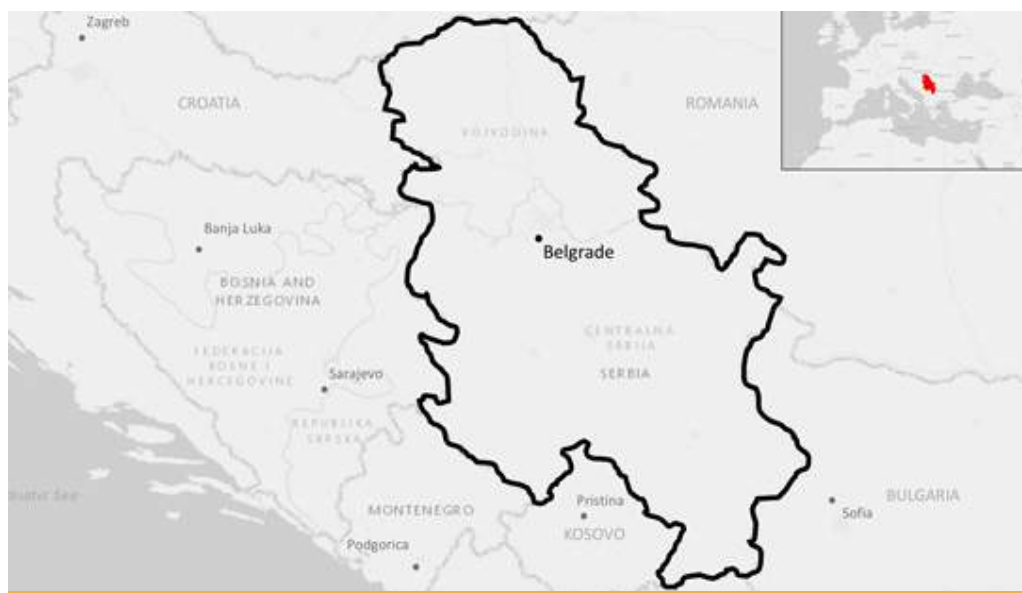 Zagreb
CROATIA
ROMANIA
VOJVODINA
Banja Luka
Belgrade
BOSNIA AND
HERZEGOVINA
FEDERACIJA
BOSNE I
HERCEGOVINE
CENTRALNA
SRBIJA
Sarajevo
SERBIA
REPUBLIKA
SRPSKA
Pristina
BULGARIA
MONTENEGRO
Sofia
KOSOVO
Podgorica